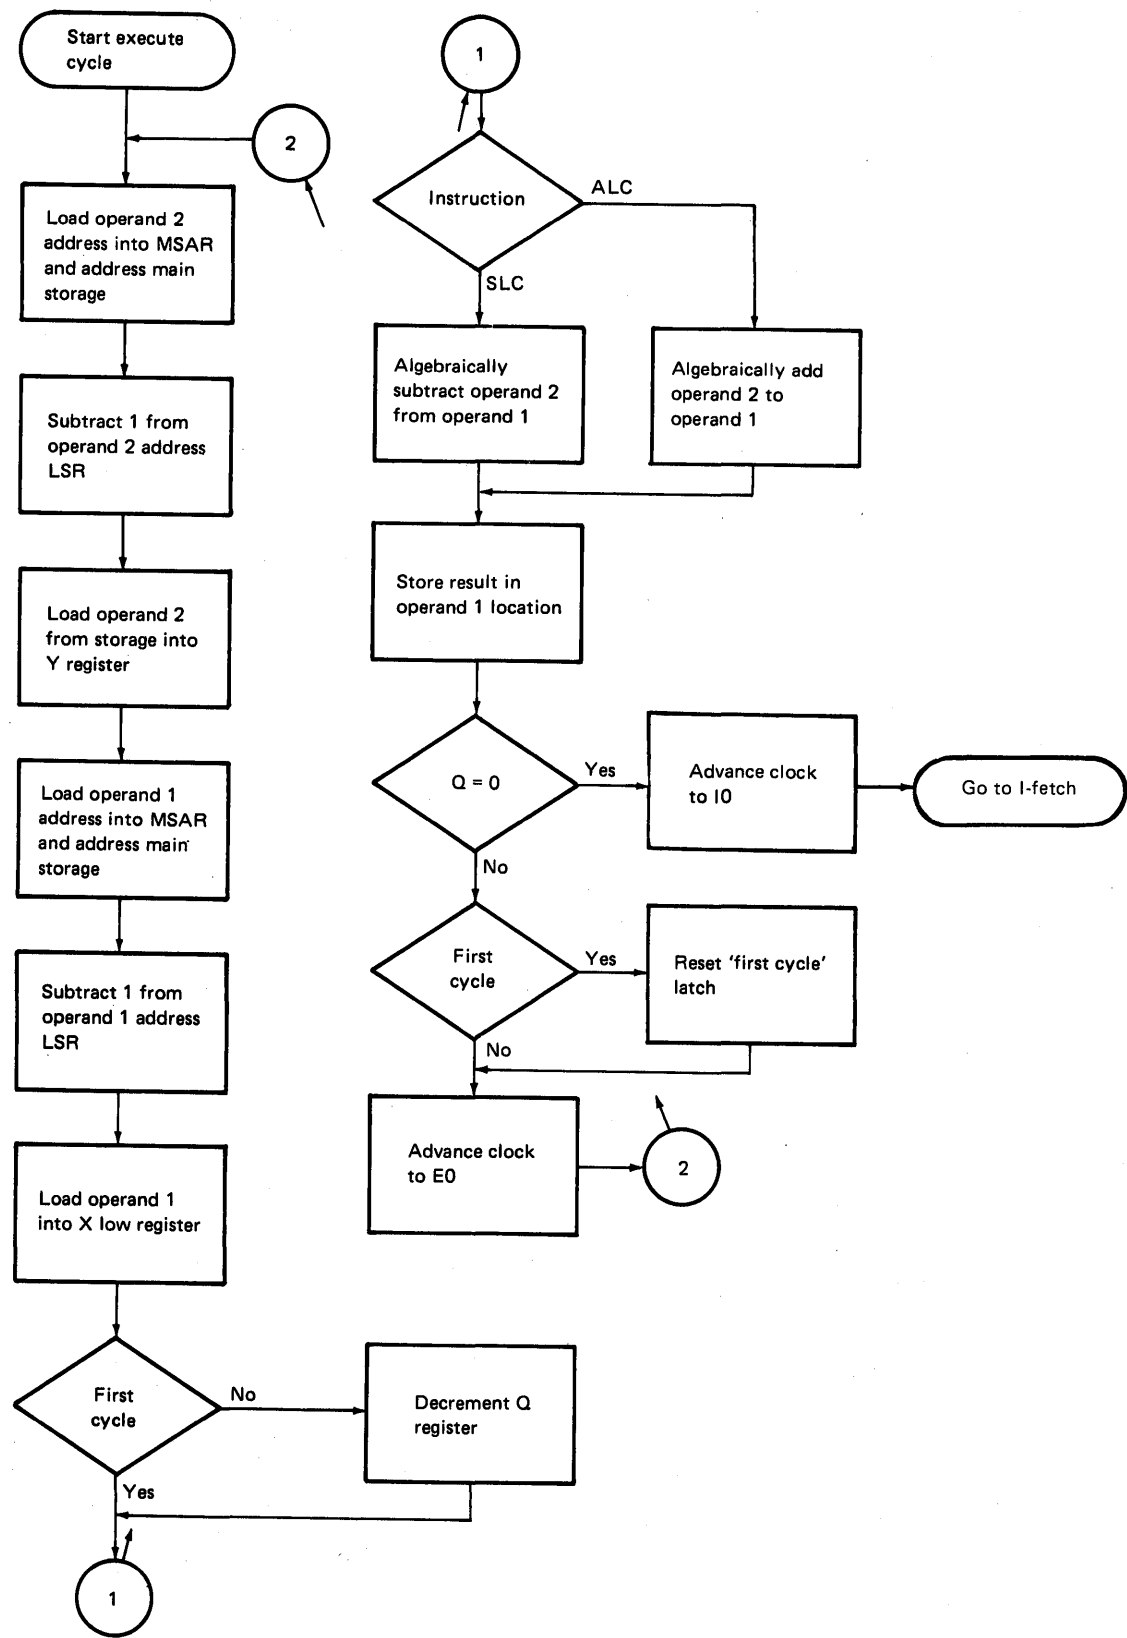 Start execute
cycle
2
Load operand 2
address into MSAR
and address main
storage
Subtract 1 from
operand 2 address
LSR
Load operand 2
from storage into
Y register
Load operand 1
address into MSAR
and address main
storage
Subtract 1 from
operand 1 address
LSR
Load operand 1
into X low register
First
cycle
No
Decrement Q
register
Yes
1
1
Instruction
ALC
SLC
Algebraically
subtract operand 2
from operand 1
Algebraically add
operand 2 to
operand 1
Store result in
operand 1 location
Q = 0
Yes
Advance clock
to I0
Go to I-fetch
No
First
cycle
Yes
Reset 'first cycle'
latch
No
Advance clock
to E0
2